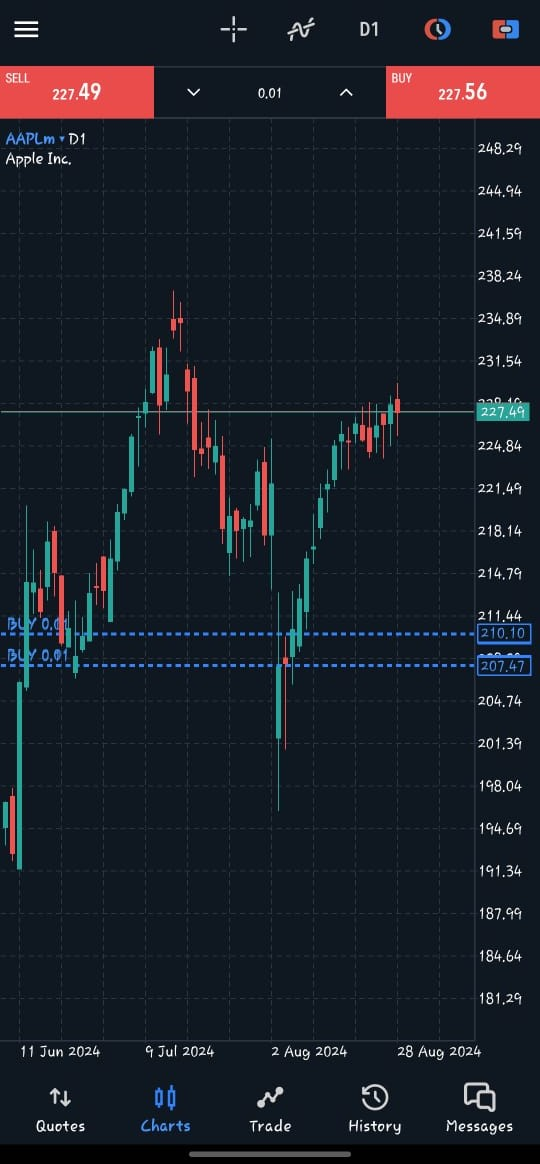 D1
SELL
227.49
0,01
BUY
227.56
AAPLm D1
Apple Inc.
248.29
244.94
241.59
238.24
234.89
231.54
227.49
224.84
221.49
218.14
214.79
211.44
BUY 0.01
210.10
BUY 0.01
207.47
204.74
201.39
198.04
194.69
191.34
187.99
184.64
181.29
11 Jun 2024 9 Jul 2024 2 Aug 2024 28 Aug 2024
Quotes Charts Trade History Messages